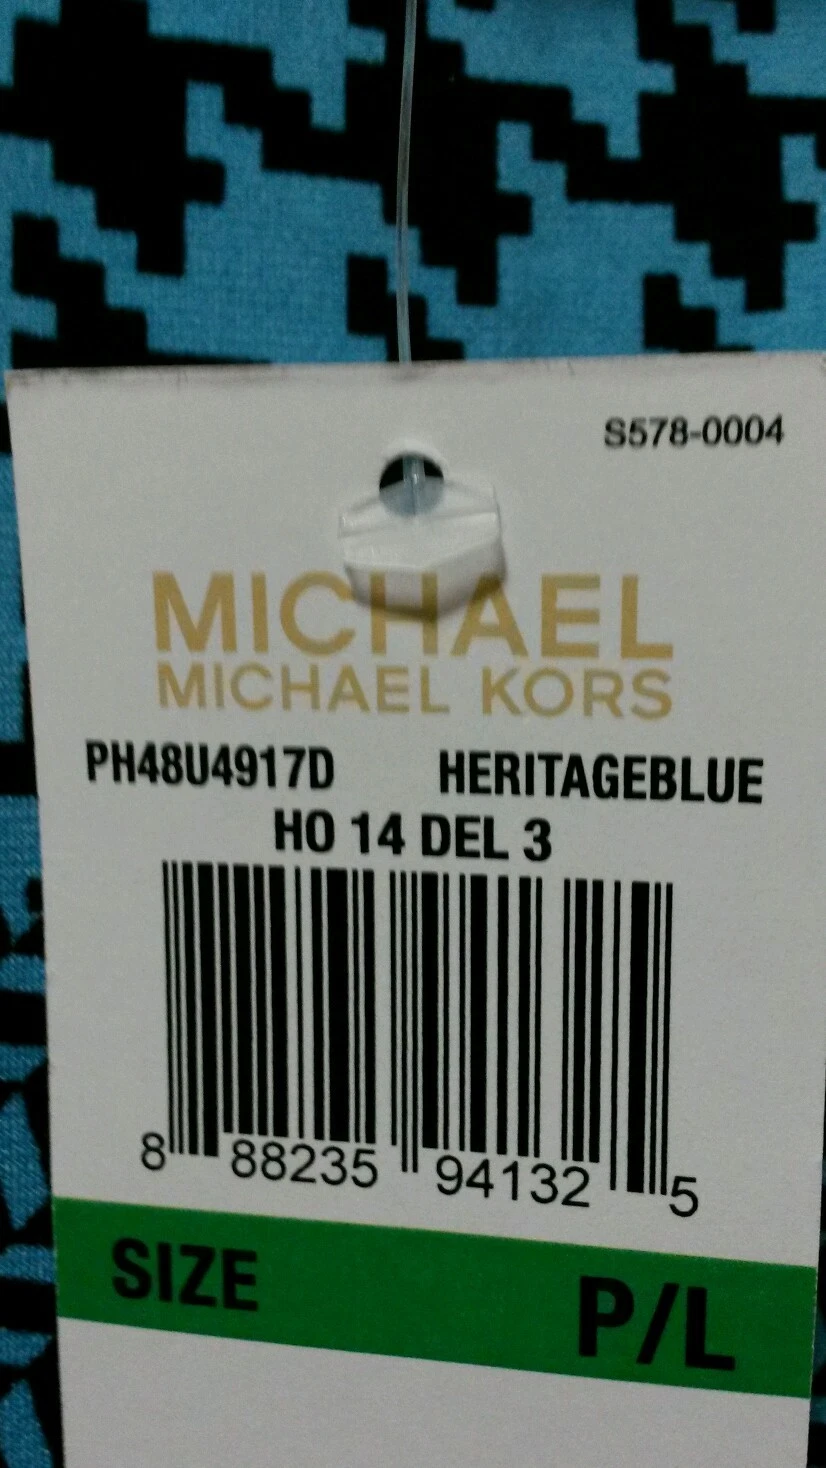 S578-0004
MICHAEL
MICHAEL KORS
PH48U4917D HERITAGEBLUE
HO 14 DEL 3
8 88235 94132 5
SIZE P/L